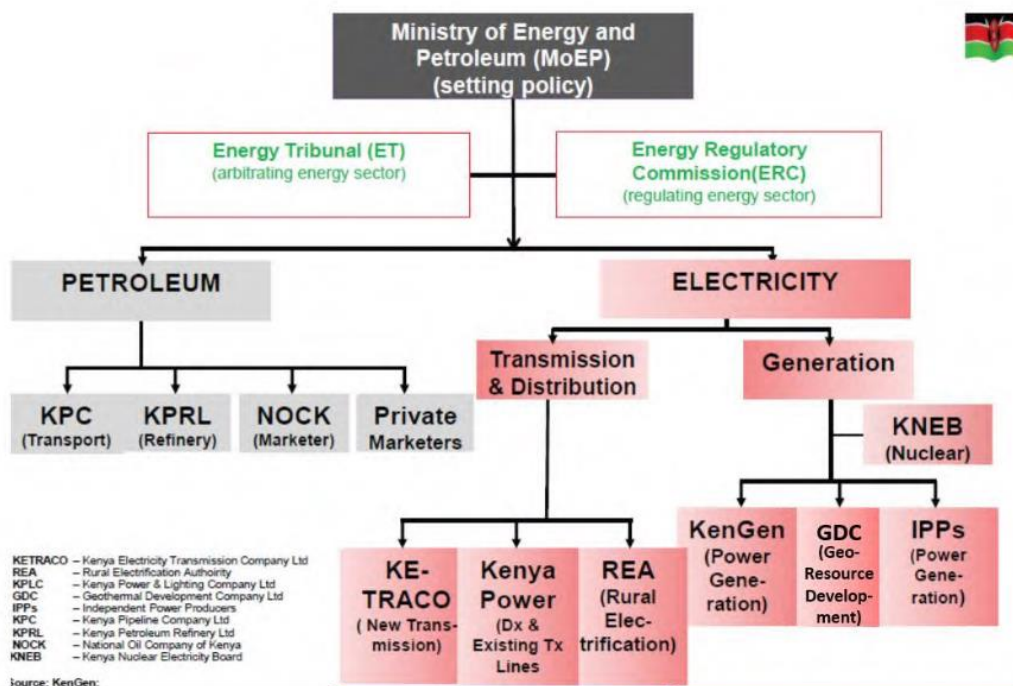 Ministry of Energy and
Petroleum (MoEP)
(setting policy)
Energy Tribunal (ET)
(arbitrating energy sector)
Energy Regulatory
Commission(ERC)
(regulating energy sector)
PETROLEUM
ELECTRICITY
Transmission
& Distribution
Generation
KPC
(Transport)
KPRL
(Refinery)
NOCK
(Marketer)
Private
Marketers
KNEB
(Nuclear)
KE-
TRACO
( New Trans-
mission)
Kenya
Power
(Dx &
Existing Tx
Lines
REA
(Rural
Elec-
trification)
KenGen
(Power
Gene-
ration)
GDC
(Geo-
Resource
Develop-
ment)
IPPs
(Power
Gene-
ration)
KETRACO – Kenya Electricity Transmission Company Ltd
REA – Rural Electrification Authoirity
KPLC – Kenya Power & Lighting Company Ltd
GDC – Geothermal Development Company Ltd
IPPs – Independent Power Producers
KPC – Kenya Pipeline Company Ltd
KPRL – Kenya Petroleum Refinery Ltd
NOCK – National Oil Company of Kenya
KNEB – Kenya Nuclear Electricity Board
Source: KenGen;